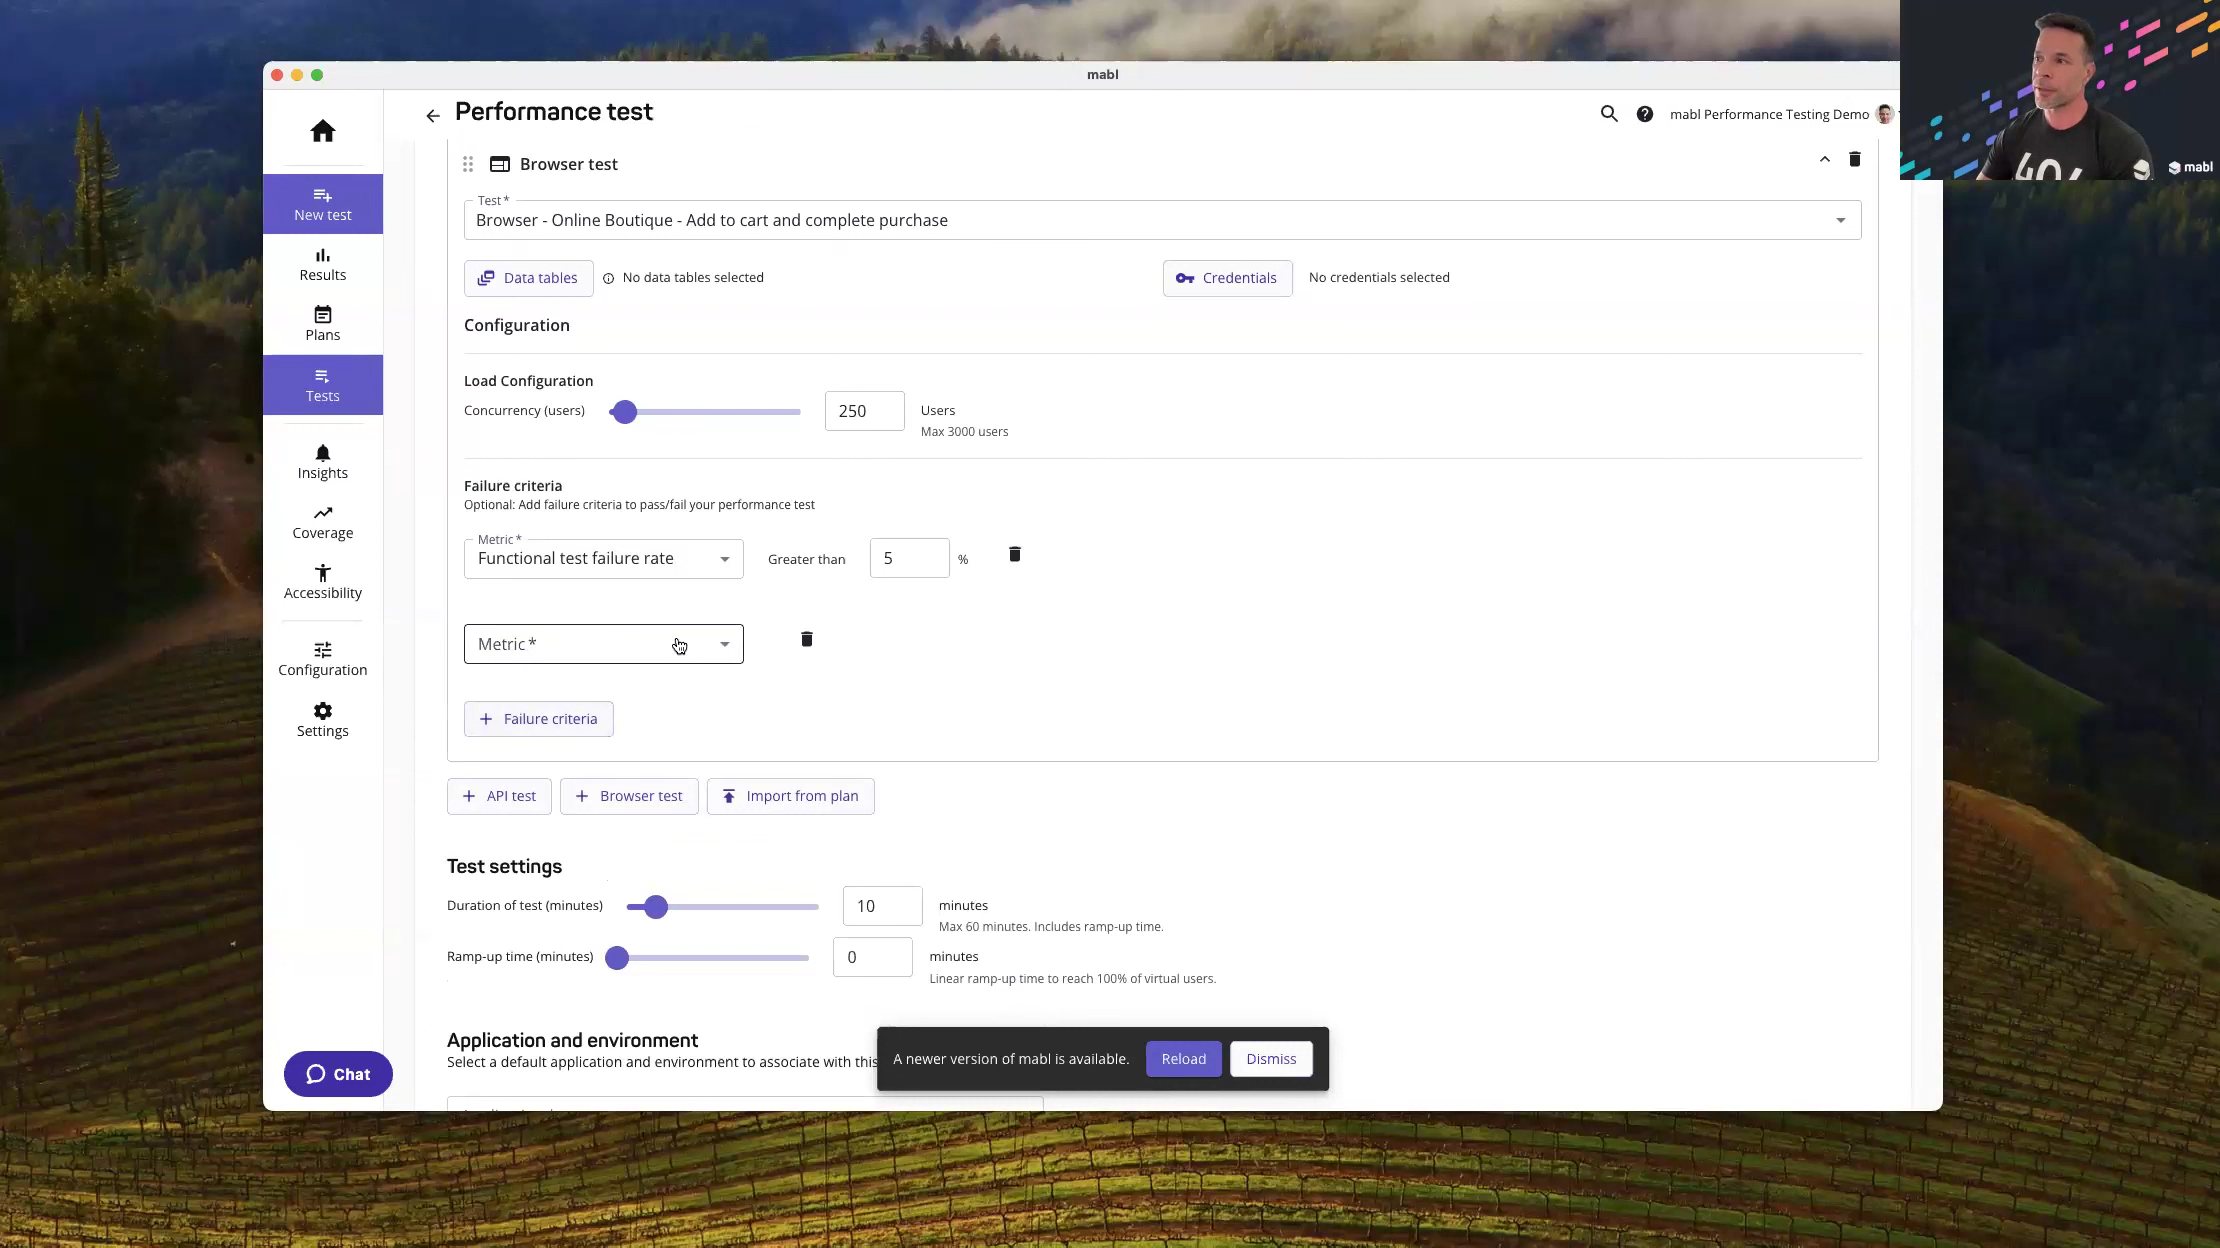 mabl
Performance test
mabl Performance Testing Demo
404
mabl
New test
Results
Plans
Tests
Insights
Coverage
Accessibility
Configuration
Settings
Chat
Browser test
Test *
Browser - Online Boutique - Add to cart and complete purchase
Data tables
No data tables selected
Credentials
No credentials selected
Configuration
Load Configuration
Concurrency (users)
250
Users
Max 3000 users
Failure criteria
Optional: Add failure criteria to pass/fail your performance test
Metric *
Functional test failure rate
Greater than
5
%
Metric *
Failure criteria
API test
Browser test
Import from plan
Test settings
Duration of test (minutes)
10
minutes
Max 60 minutes. Includes ramp-up time.
Ramp-up time (minutes)
0
minutes
Linear ramp-up time to reach 100% of virtual users.
Application and environment
Select a default application and environment to associate with this
A newer version of mabl is available.
Reload
Dismiss